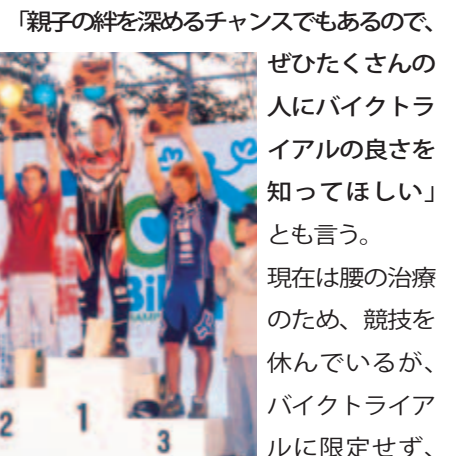 「親子の絆を深めるチャンスでもあるので、
ぜひたくさんの
人にバイクトラ
イアルの良さを
知ってほしい」
とも言う。
現在は腰の治療
のため、競技を
休んでいるが、
バイクトライア
ルに限定せず、
2
1
3